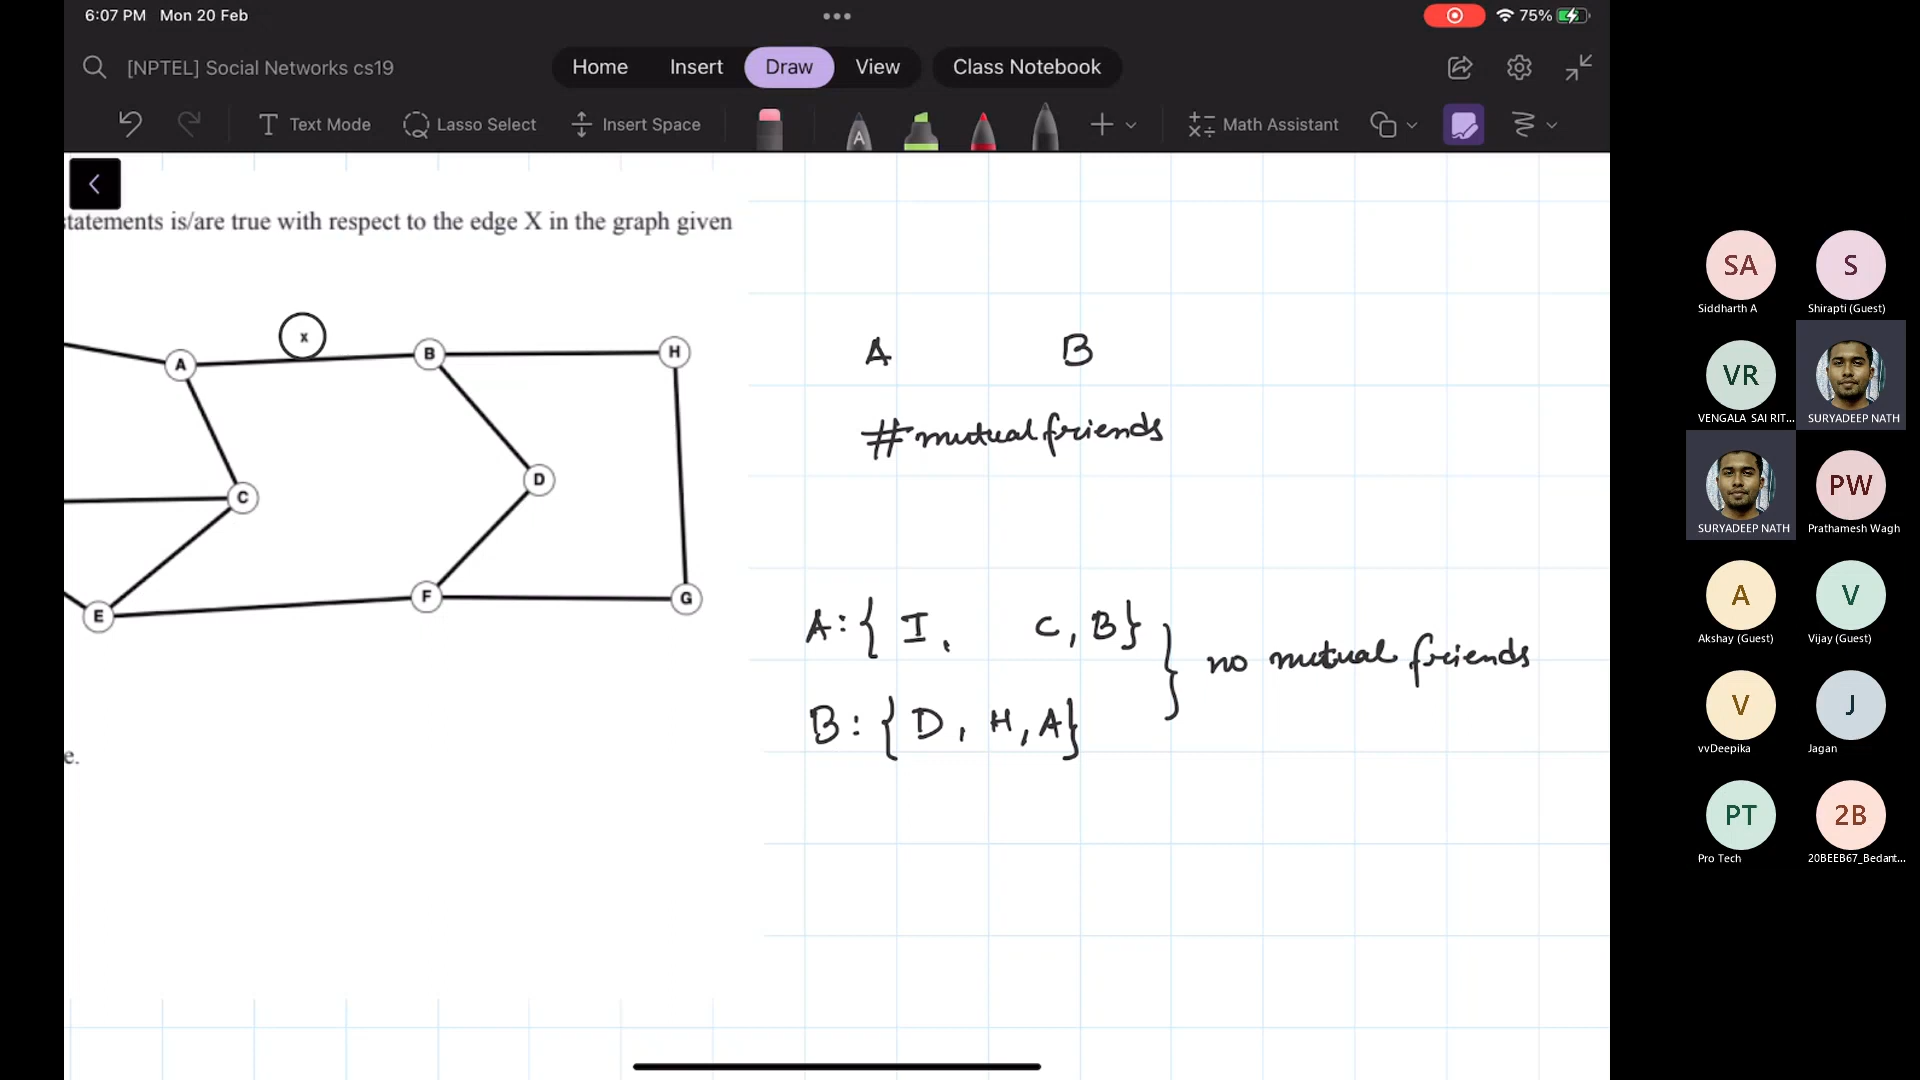 6:07 PM Mon 20 Feb
75%
[NPTEL] Social Networks cs19
Home Insert Draw View Class Notebook
Text Mode Lasso Select Insert Space A Math Assistant
statements is/are true with respect to the edge X in the graph given
x
A B H
C D
E F G
e.
A B
#mutual friends
A:{ I, C, B}
B:{ D, H, A}
no mutual friends
SA S
Siddharth A Shirapti (Guest)
VR
VENGALA SAI RIT... SURYADEEP NATH
PW
SURYADEEP NATH Prathamesh Wagh
A V
Akshay (Guest) Vijay (Guest)
V J
vvDeepika Jagan
PT 2B
Pro Tech 20BEEB67_Bedant...